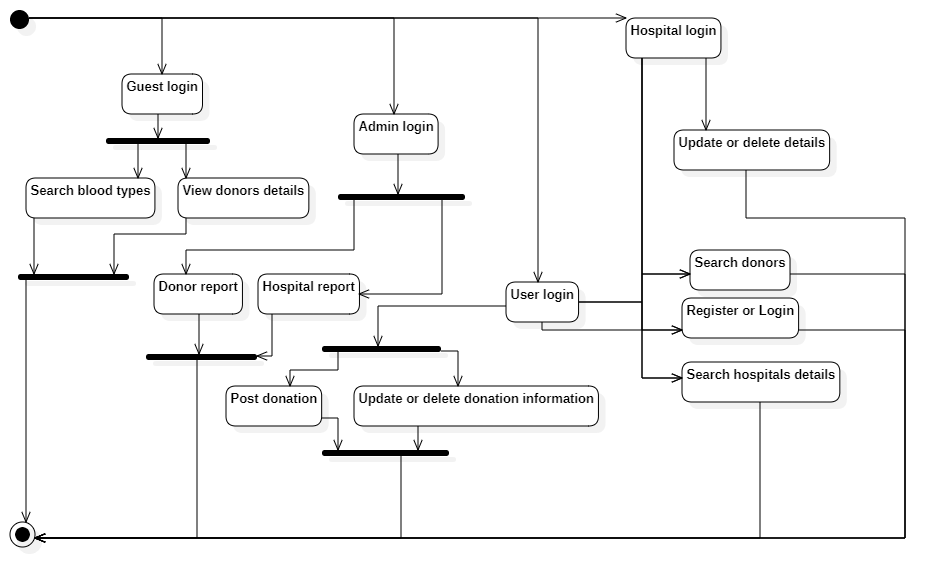 Hospital login
Guest login
Admin login
Update or delete details
Search blood types
View donors details
Search donors
Donor report
Hospital report
User login
Register or Login
Search hospitals details
Post donation
Update or delete donation information